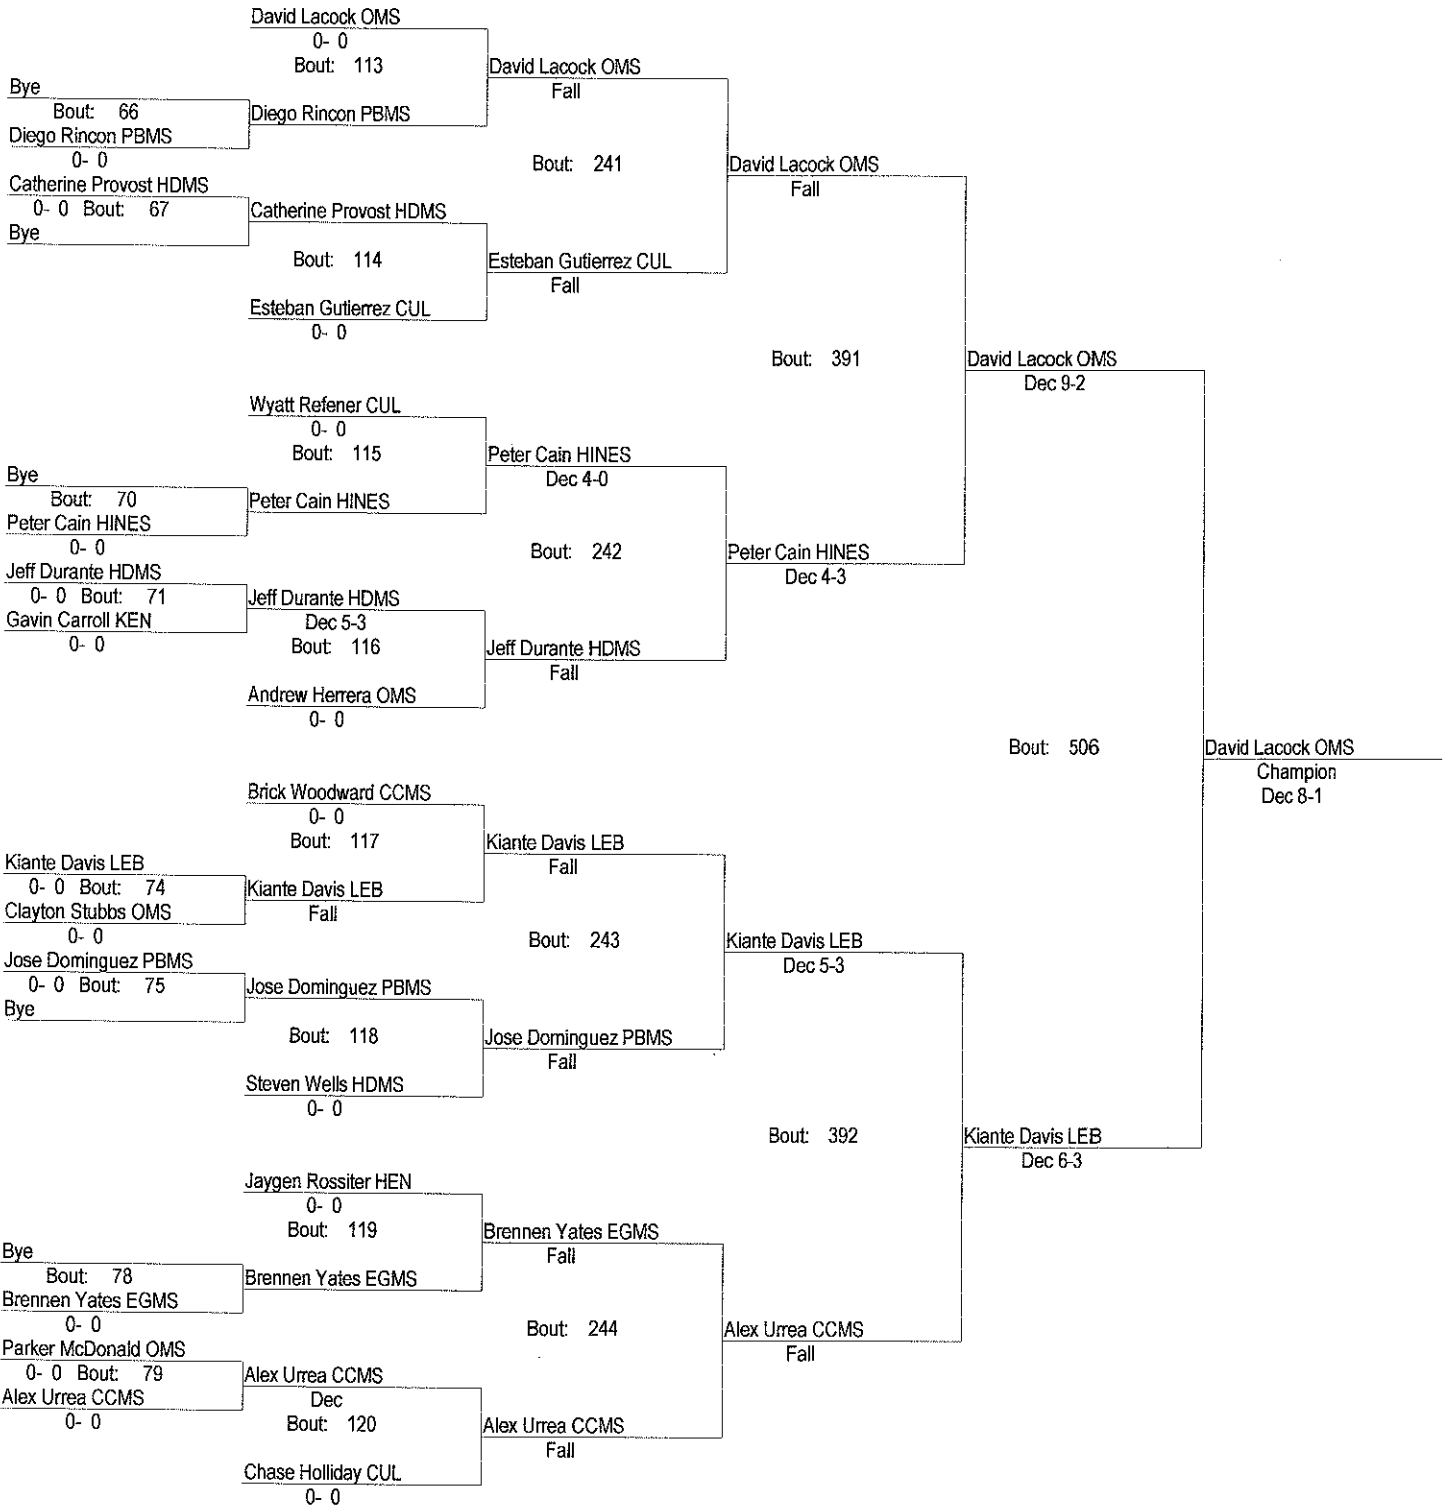 David Lacock OMS
0- 0
Bout: 113
David Lacock OMS
Fall
Bye
Bout: 66
Diego Rincon PBMS
Diego Rincon PBMS
0- 0
Bout: 241
David Lacock OMS
Fall
Catherine Provost HDMS
0- 0 Bout: 67
Catherine Provost HDMS
Bye
Bout: 114
Esteban Gutierrez CUL
Fall
Esteban Gutierrez CUL
0- 0
Bout: 391
David Lacock OMS
Dec 9-2
Wyatt Refener CUL
0- 0
Bout: 115
Peter Cain HINES
Dec 4-0
Bye
Bout: 70
Peter Cain HINES
Peter Cain HINES
0- 0
Bout: 242
Peter Cain HINES
Dec 4-3
Jeff Durante HDMS
0- 0 Bout: 71
Jeff Durante HDMS
Dec 5-3
Gavin Carroll KEN
0- 0
Bout: 116
Jeff Durante HDMS
Fall
Andrew Herrera OMS
0- 0
Bout: 506
David Lacock OMS
Champion
Dec 8-1
Brick Woodward CCMS
0- 0
Bout: 117
Kiante Davis LEB
Fall
Kiante Davis LEB
0- 0 Bout: 74
Kiante Davis LEB
Fall
Clayton Stubbs OMS
0- 0
Bout: 243
Kiante Davis LEB
Dec 5-3
Jose Dominguez PBMS
0- 0 Bout: 75
Jose Dominguez PBMS
Bye
Bout: 118
Jose Dominguez PBMS
Fall
Steven Wells HDMS
0- 0
Bout: 392
Kiante Davis LEB
Dec 6-3
Jaygen Rossiter HEN
0- 0
Bout: 119
Brennen Yates EGMS
Fall
Bye
Bout: 78
Brennen Yates EGMS
Brennen Yates EGMS
0- 0
Bout: 244
Alex Urrea CCMS
Fall
Parker McDonald OMS
0- 0 Bout: 79
Alex Urrea CCMS
Dec
Alex Urrea CCMS
0- 0
Bout: 120
Alex Urrea CCMS
Fall
Chase Holliday CUL
0- 0